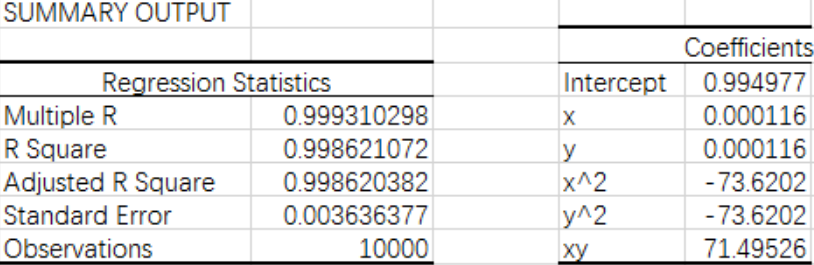 SUMMARY OUTPUT
Regression Statistics
Multiple R 0.999310298
R Square 0.998621072
Adjusted R Square 0.998620382
Standard Error 0.003636377
Observations 10000
Coefficients
Intercept 0.994977
x 0.000116
y 0.000116
x^2 -73.6202
y^2 -73.6202
xy 71.49526